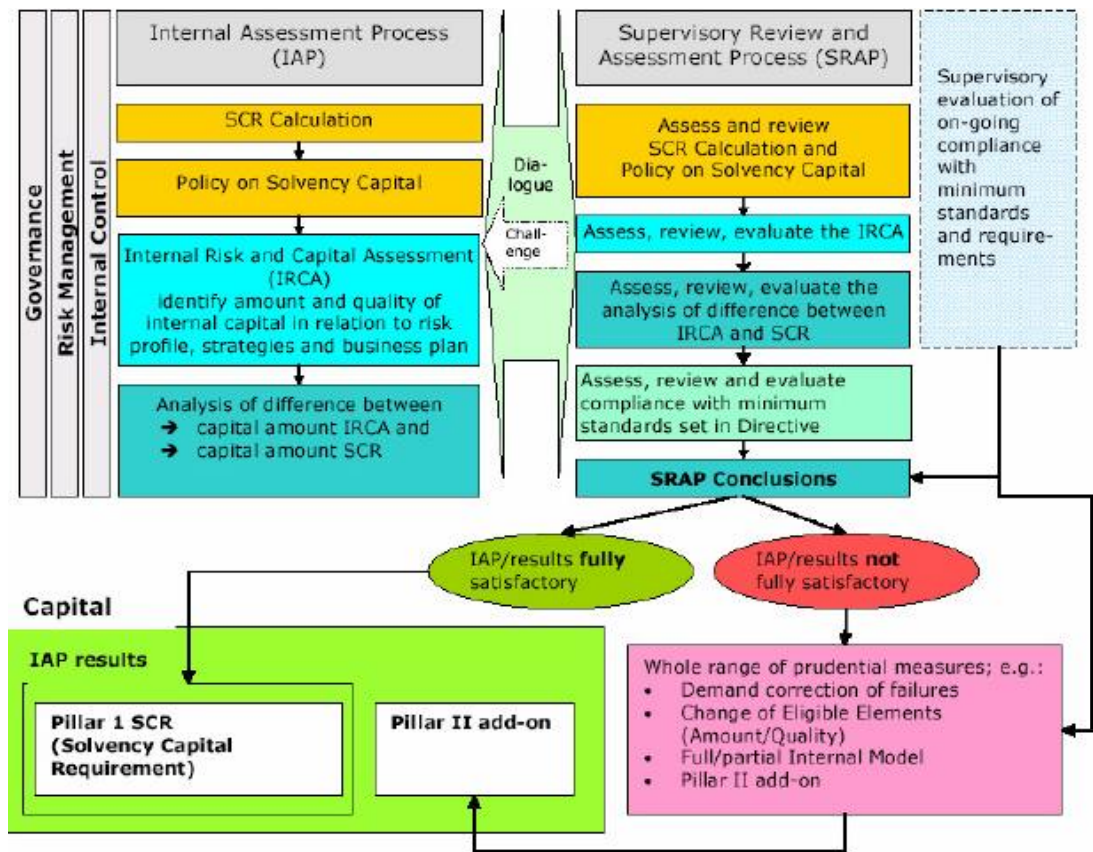 Governance
Risk Management
Internal Control
Internal Assessment Process
(IAP)
SCR Calculation
Policy on Solvency Capital
Internal Risk and Capital Assessment
(IRCA)
identify amount and quality of
internal capital in relation to risk
profile, strategies and business plan
Analysis of difference between
➔ capital amount IRCA and
➔ capital amount SCR
Dia-
logue
Chall-
enge
Supervisory Review and
Assessment Process (SRAP)
Assess and review
SCR Calculation and
Policy on Solvency Capital
Assess, review, evaluate the IRCA
Assess, review, evaluate the
analysis of difference between
IRCA and SCR
Assess, review and evaluate
compliance with minimum
standards set in Directive
SRAP Conclusions
Supervisory
evaluation of
on-going
compliance
with
minimum
standards
and require-
ments
IAP/results fully
satisfactory
IAP/results not
fully satisfactory
Capital
IAP results
Pillar 1 SCR
(Solvency Capital
Requirement)
Pillar II add-on
Whole range of prudential measures; e.g.:
• Demand correction of failures
• Change of Eligible Elements
(Amount/Quality)
• Full/partial Internal Model
• Pillar II add-on